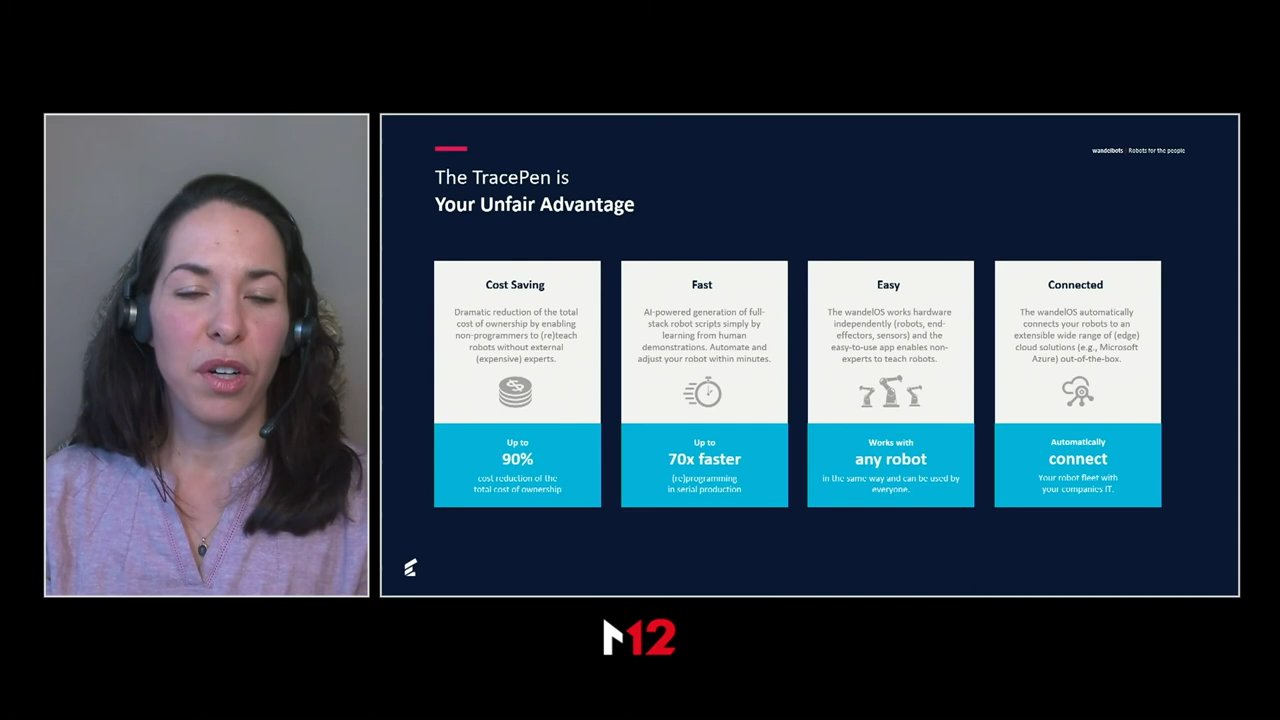 wandelbots | Robots for the people
The TracePen is
Your Unfair Advantage
Cost Saving
Dramatic reduction of the total
cost of ownership by enabling
non-programmers to (re)teach
robots without external
(expensive) experts.
Up to
90%
cost reduction of the
total cost of ownership
Fast
AI-powered generation of full-
stack robot scripts simply by
learning from human
demonstrations. Automate and
adjust your robot within minutes.
Up to
70x faster
(re)programming
in serial production
Easy
The wandelOS works hardware
independently (robots, end-
effectors, sensors) and the
easy-to-use app enables non-
experts to teach robots.
Works with
any robot
in the same way and can be used by
everyone.
Connected
The wandelOS automatically
connects your robots to an
extensible wide range of (edge)
cloud solutions (e.g., Microsoft
Azure) out-of-the-box.
Automatically
connect
Your robot fleet with
your companies IT.
M12